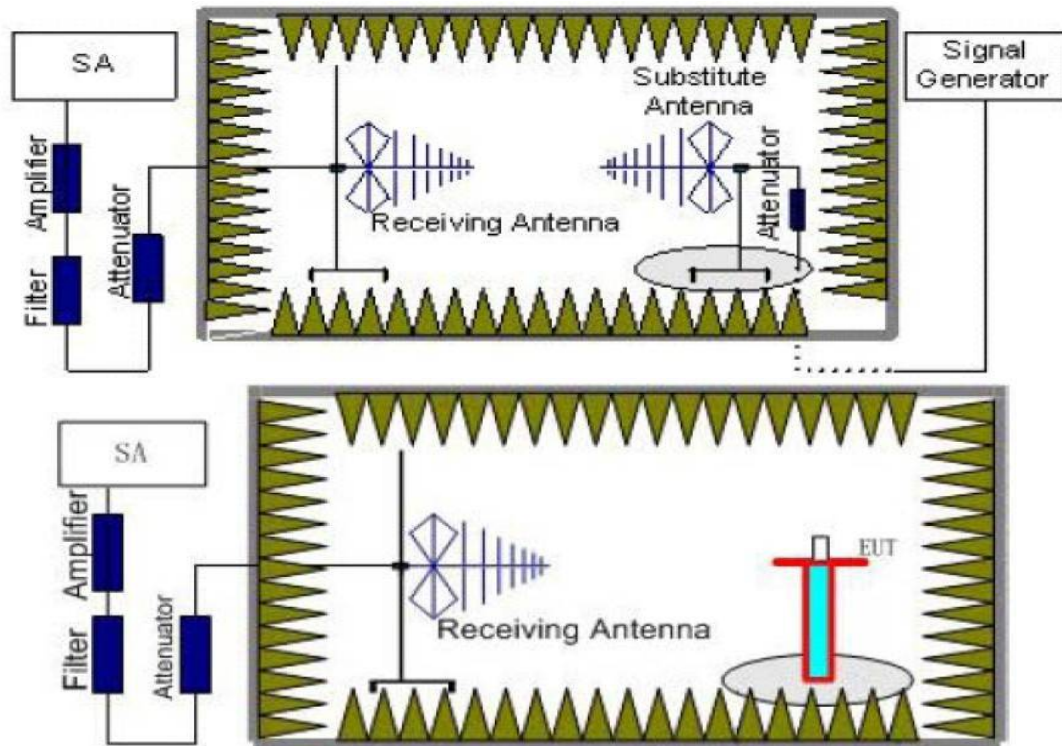 SA
Signal
Generator
Substitute
Antenna
Amplifier
Attenuator
Attenuator
Receiving Antenna
Filter
SA
Amplifier
EUT
Filter
Attenuator
Receiving Antenna